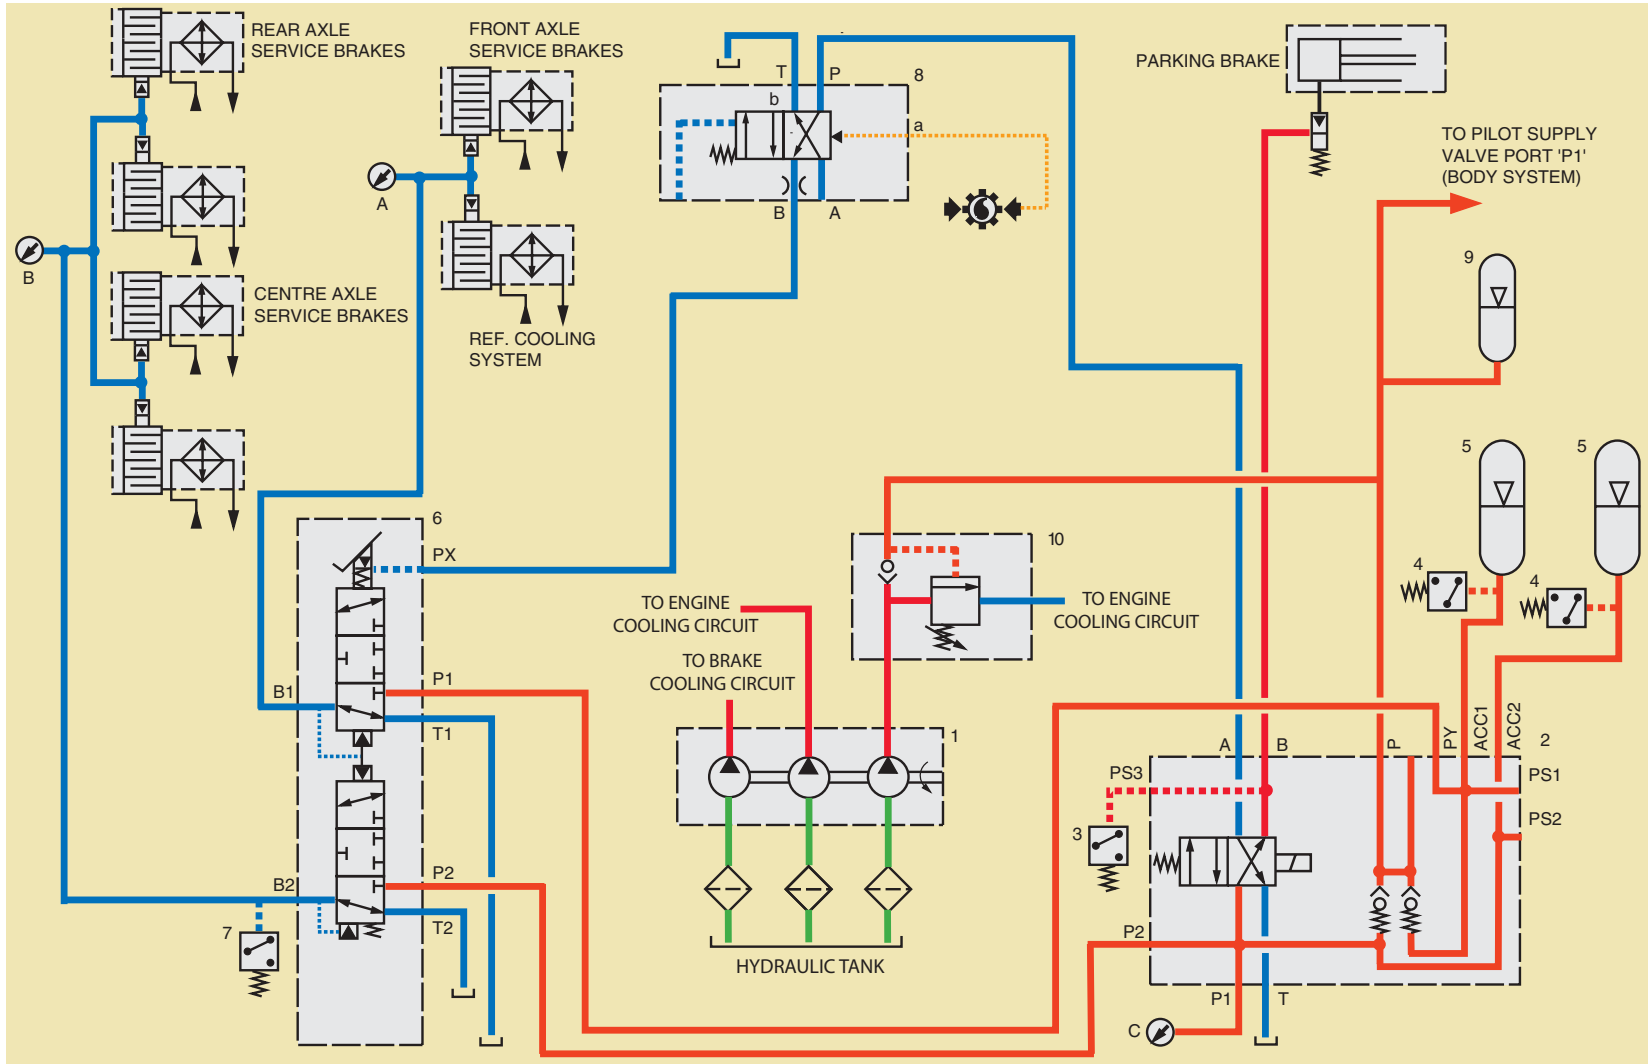 REAR AXLE
SERVICE BRAKES
FRONT AXLE
SERVICE BRAKES
T
P
8
b
a
B
A
PARKING BRAKE
TO PILOT SUPPLY
VALVE PORT 'P1'
(BODY SYSTEM)
A
B
CENTRE AXLE
SERVICE BRAKES
REF. COOLING
SYSTEM
9
5
5
4
4
6
PX
10
TO ENGINE
COOLING CIRCUIT
TO ENGINE
COOLING CIRCUIT
TO BRAKE
COOLING CIRCUIT
B1
P1
T1
1
A
B
P
PY
ACC1
ACC2
2
PS3
PS1
PS2
3
B2
P2
T2
7
P2
HYDRAULIC TANK
P1
T
C